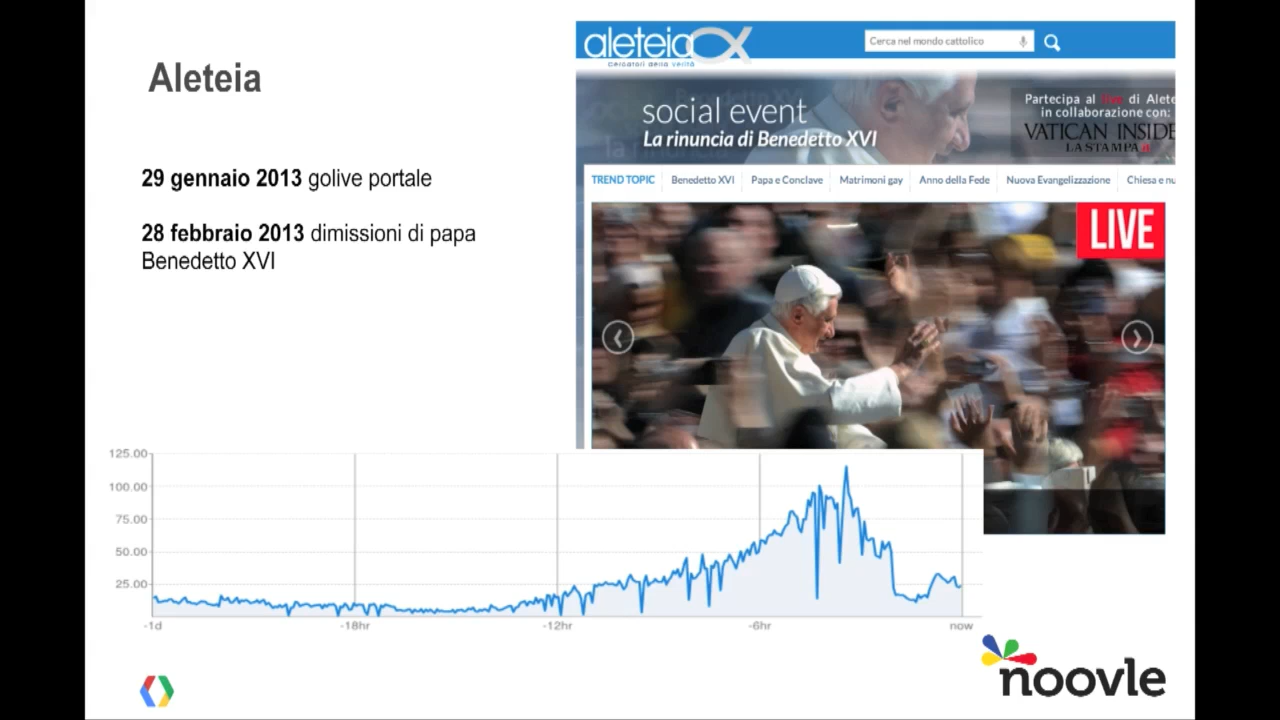 Aleteia
29 gennaio 2013 golive portale
28 febbraio 2013 dimissioni di papa
Benedetto XVI
aleteia
Cercatori della verità
Cerca nel mondo cattolico
social event
La rinuncia di Benedetto XVI
Partecipa al live di Alete
in collaborazione con:
VATICAN INSIDE
LA STAMPA.it
TREND TOPIC Benedetto XVI Papa e Conclave Matrimoni gay Anno della Fede Nuova Evangelizzazione Chiesa e nu
LIVE
125.00
100.00
75.00
50.00
25.00
-1d -18hr -12hr -6hr now
noovle